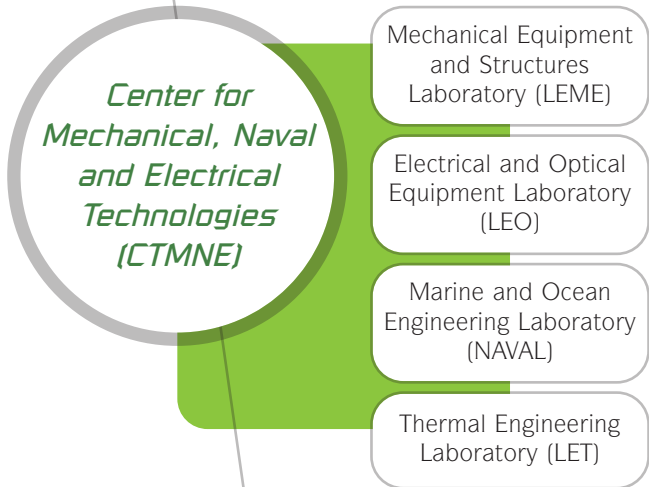 Center for
Mechanical, Naval
and Electrical
Technologies
(CTMNE)
Mechanical Equipment
and Structures
Laboratory (LEME)
Electrical and Optical
Equipment Laboratory
(LEO)
Marine and Ocean
Engineering Laboratory
(NAVAL)
Thermal Engineering
Laboratory (LET)